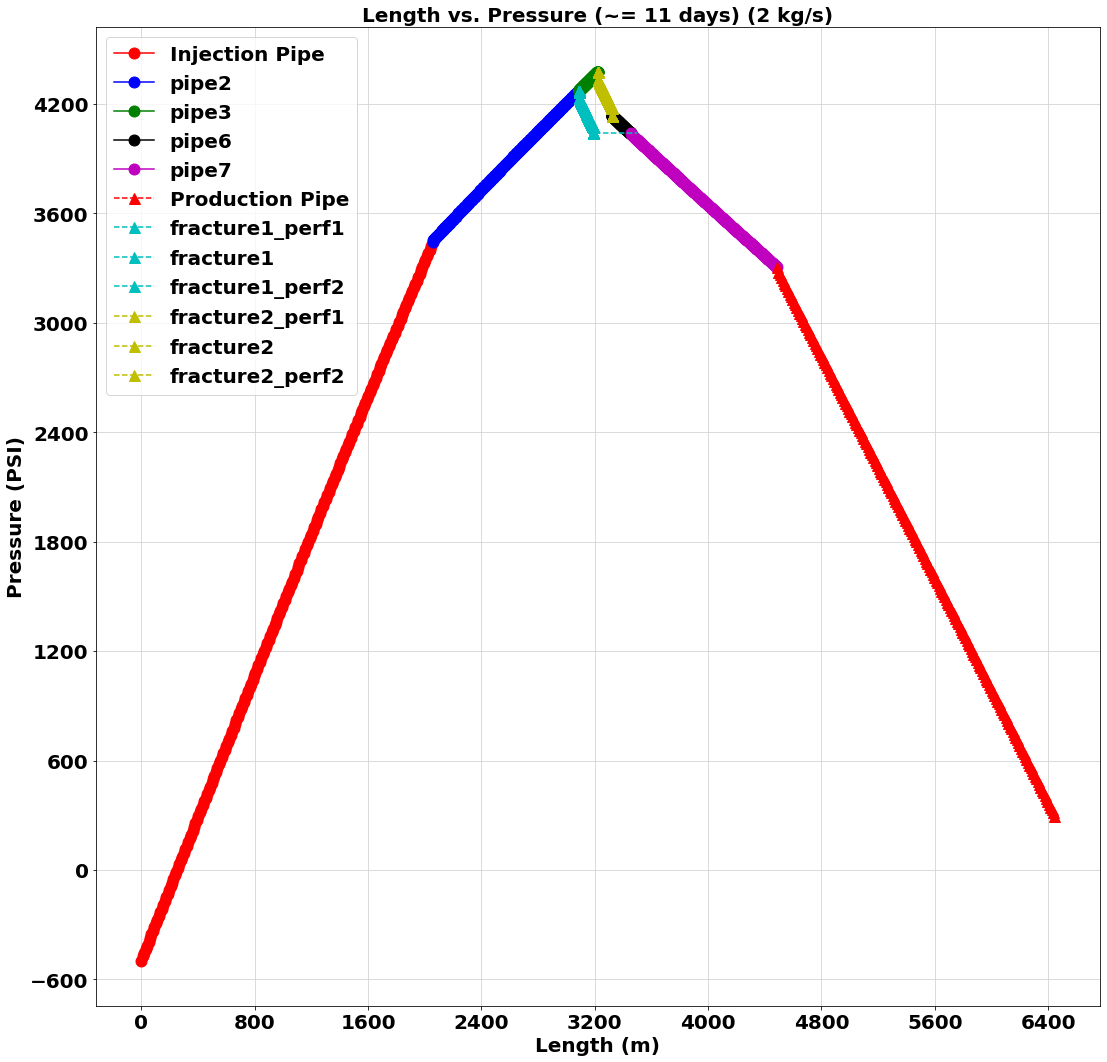 Length vs. Pressure (~= 11 days) (2 kg/s)
Injection Pipe
pipe2
pipe3
pipe6
pipe7
Production Pipe
fracture1_perf1
fracture1
fracture1_perf2
fracture2_perf1
fracture2
fracture2_perf2
4200
3600
3000
2400
1800
1200
600
0
−600
Pressure (PSI)
0 800 1600 2400 3200 4000 4800 5600 6400
Length (m)